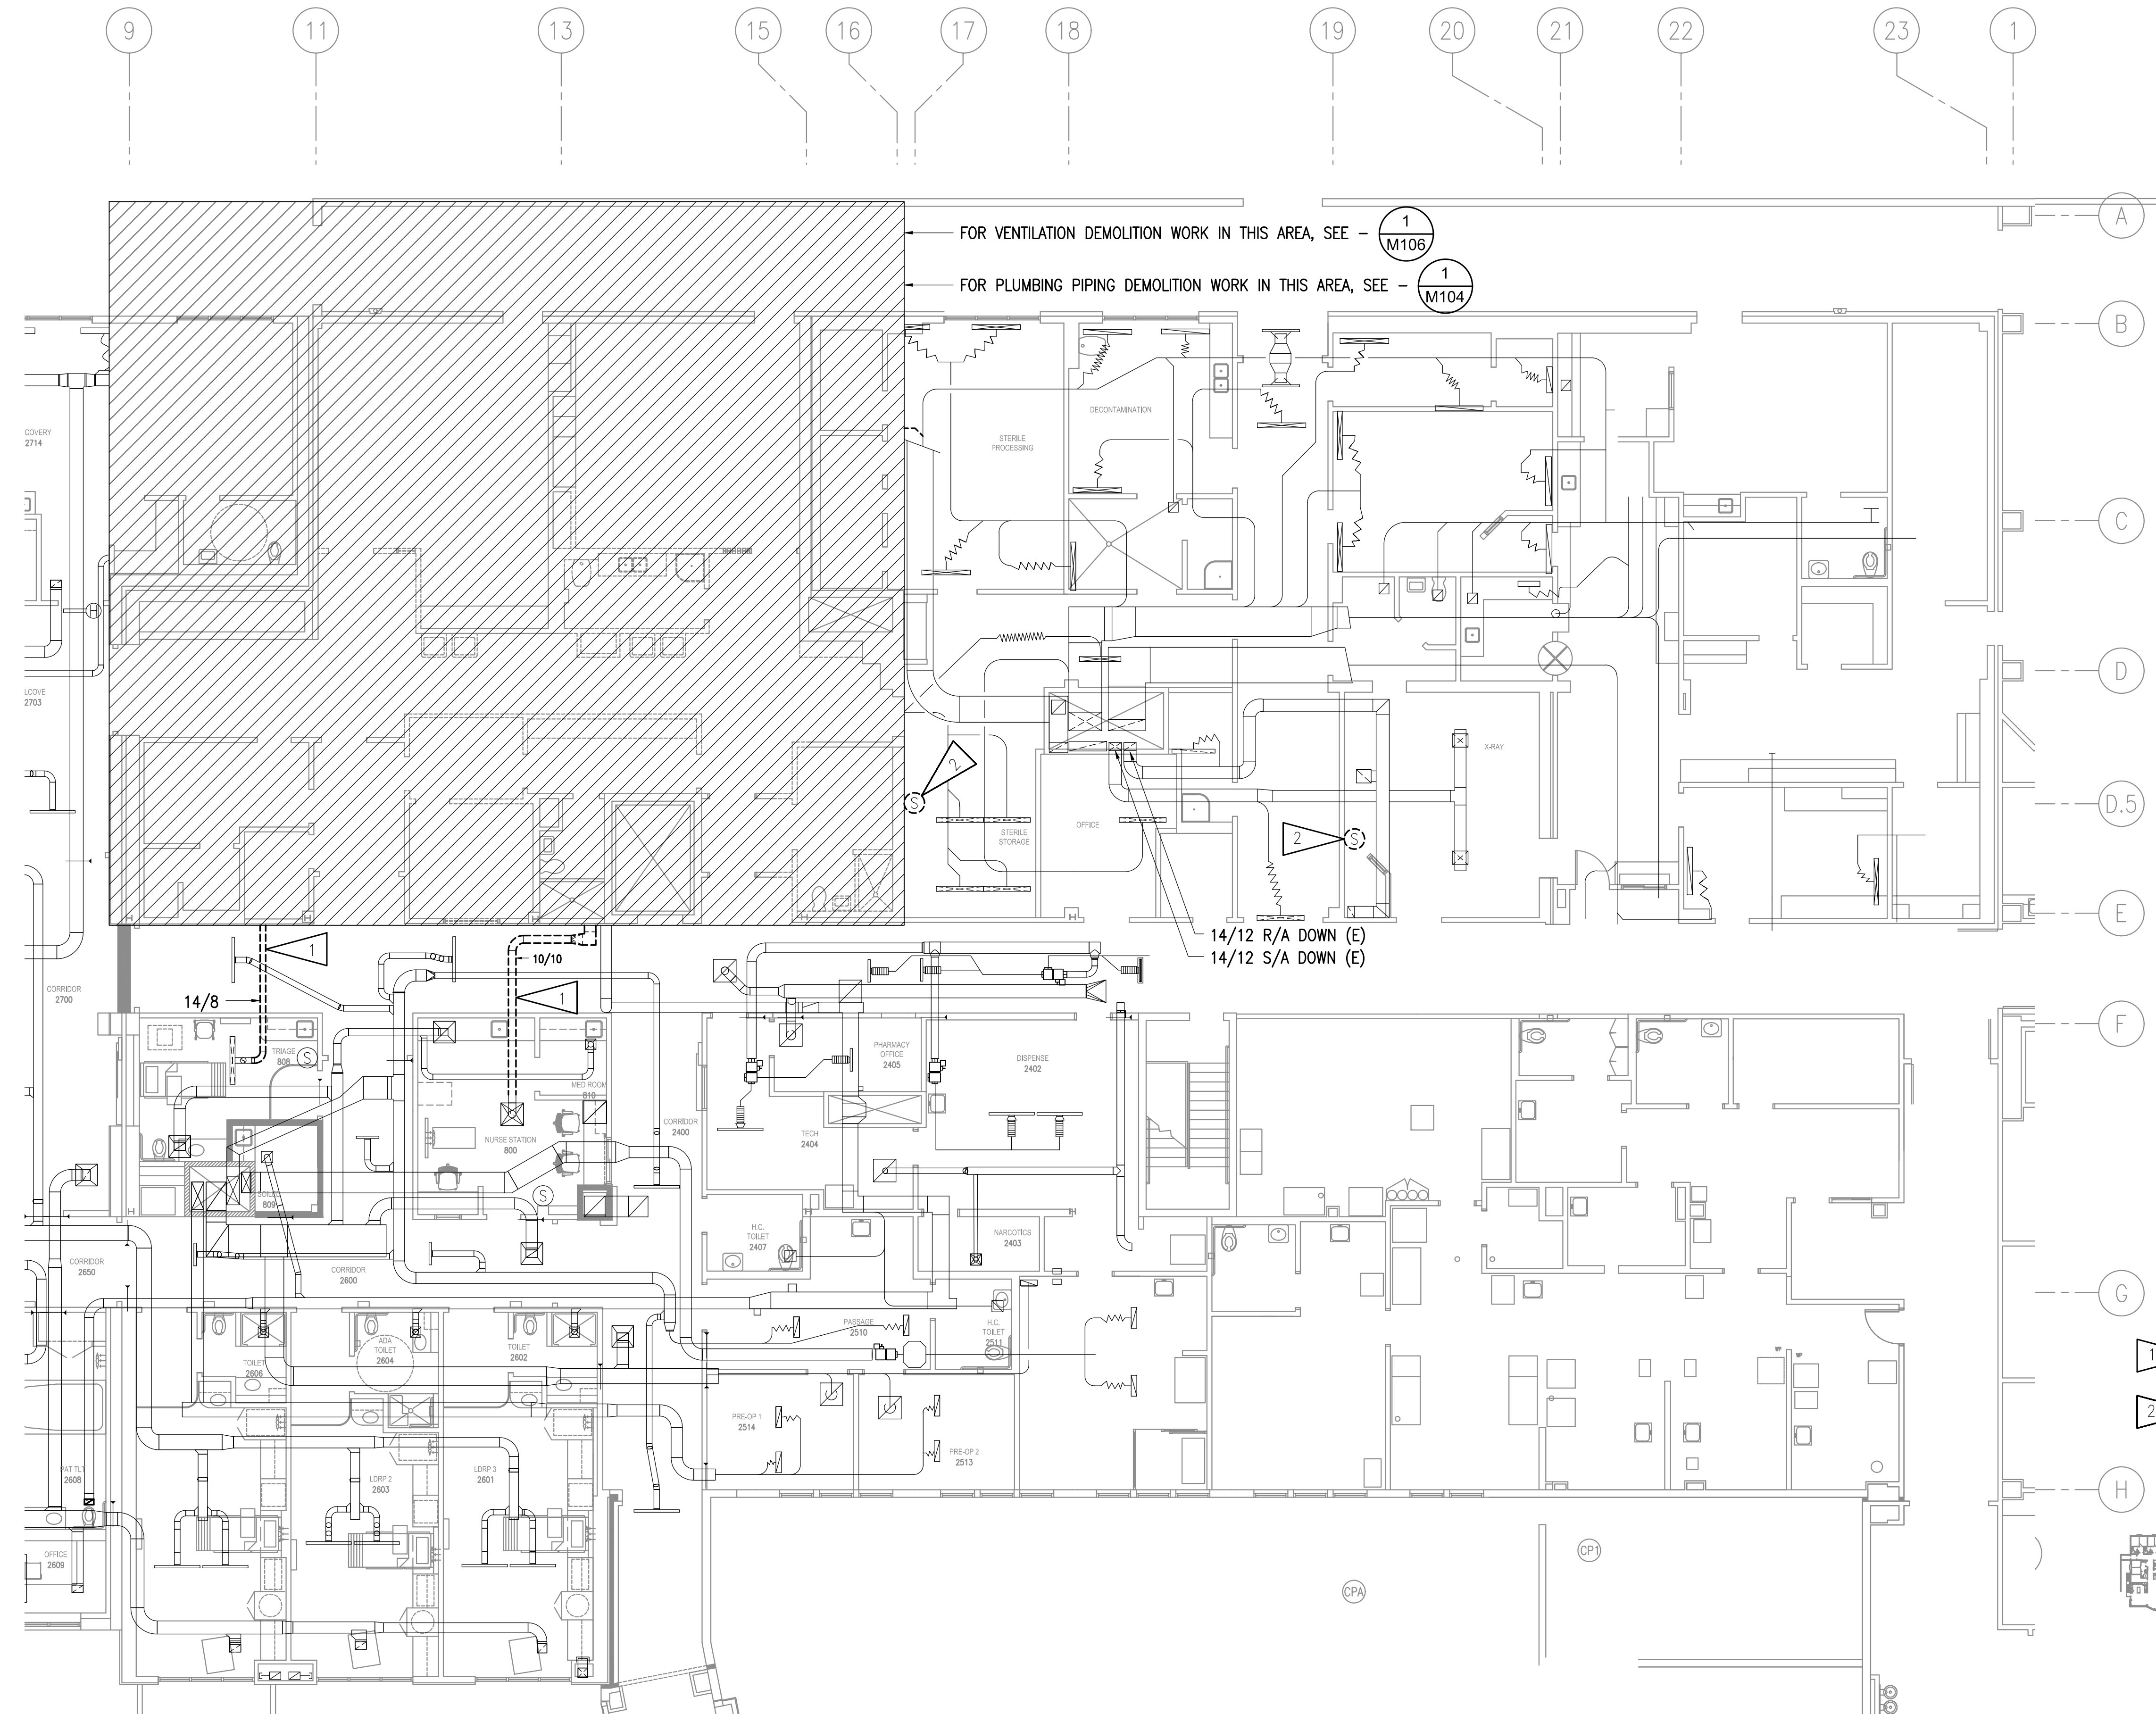 9
11
13
15
16
17
18
19
20
21
22
23
1
A
FOR VENTILATION DEMOLITION WORK IN THIS AREA, SEE –
1
M106
FOR PLUMBING PIPING DEMOLITION WORK IN THIS AREA, SEE –
1
M104
B
COVERY
2714
DECONTAMINATION
STERILE
PROCESSING
C
H
D
LCOVE
2703
X-RAY
2
S
D.5
STERILE
STORAGE
OFFICE
2
S
E
14/12 R/A DOWN (E)
14/12 S/A DOWN (E)
1
10/10
1
CORRIDOR
2700
14/8
F
TRIAGE
808
S
PHARMACY
OFFICE
2405
DISPENSE
2402
MED ROOM
810
CORRIDOR
2400
TECH
2404
NURSE STATION
800
S
809
H.C.
TOILET
2407
NARCOTICS
2403
CORRIDOR
2650
CORRIDOR
2600
G
PASSAGE
2510
H.C.
TOILET
2511
TOILET
2606
ADA
TOILET
2604
TOILET
2602
1
2
PRE-OP 1
2514
PRE-OP 2
2513
PAT TLT
2608
LDRP 2
2603
LDRP 3
2601
H
OFFICE
2609
CP1
CPA